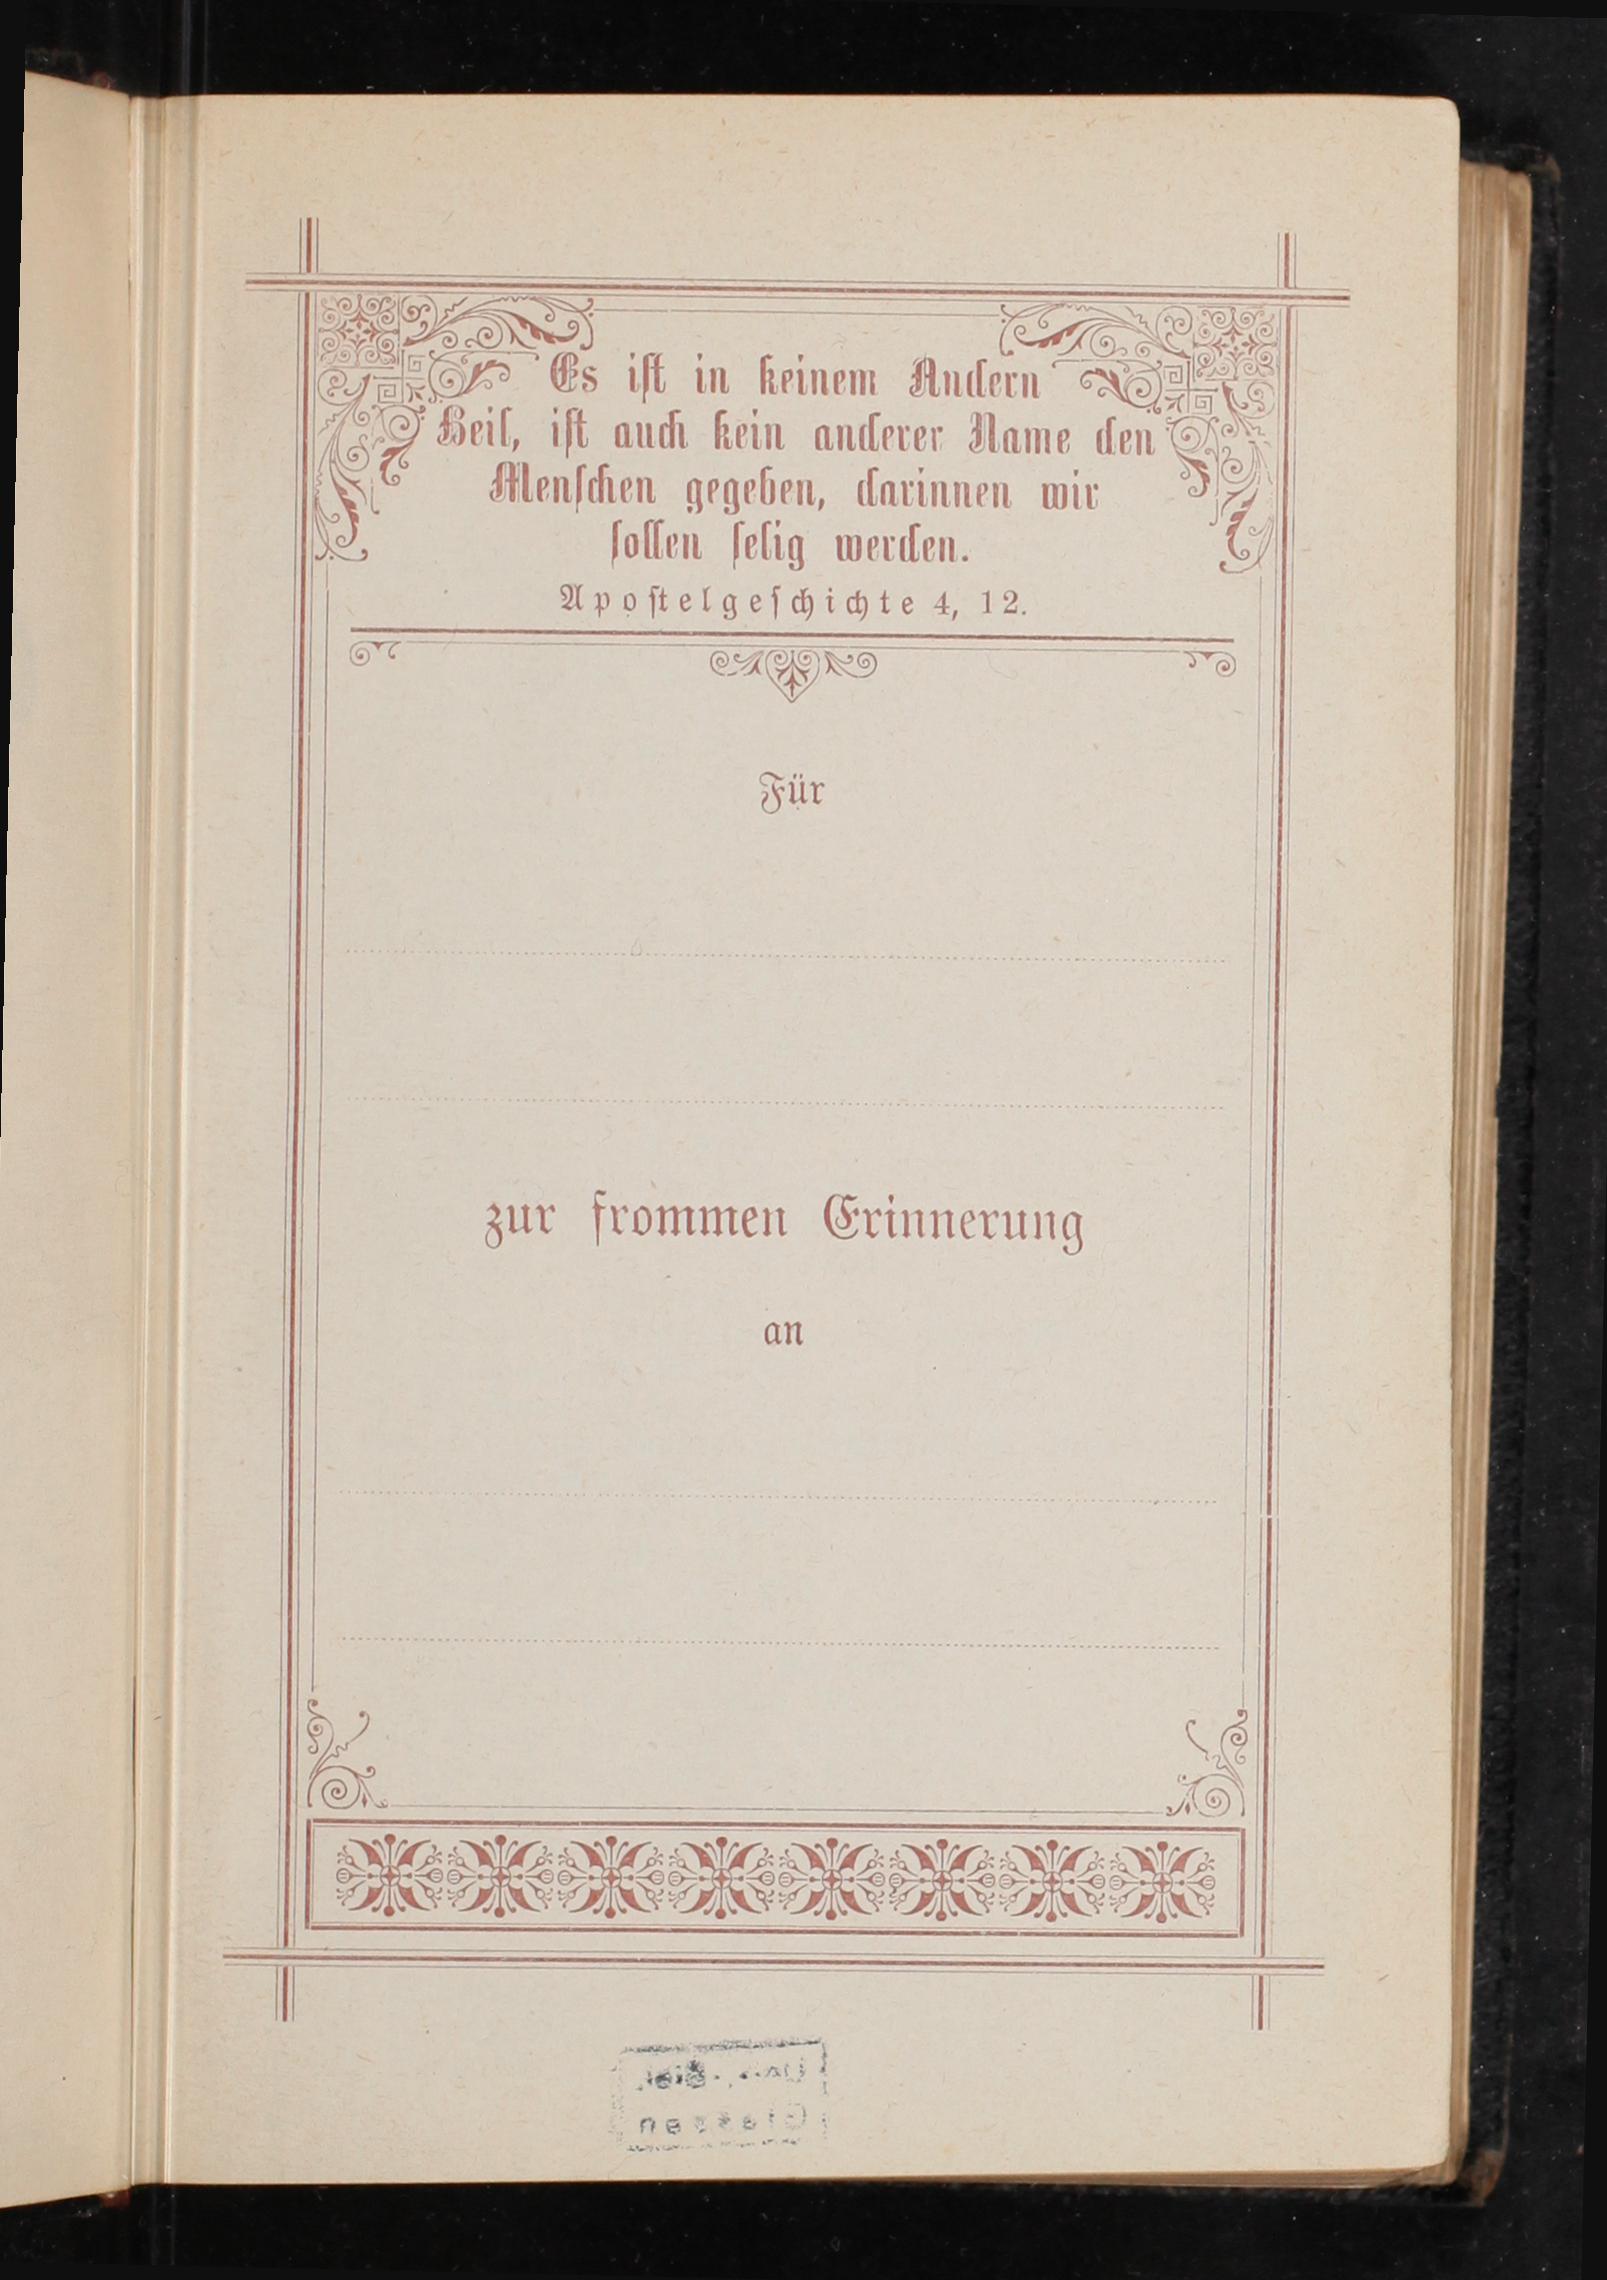 Es iſt in keinem Andern
Heil, iſt auch kein anderer Name den
Menſchen gegeben, darinnen wir
ſollen ſelig werden.
Apoſtelgeſchichte 4, 12.
Für
zur frommen Erinnerung
an